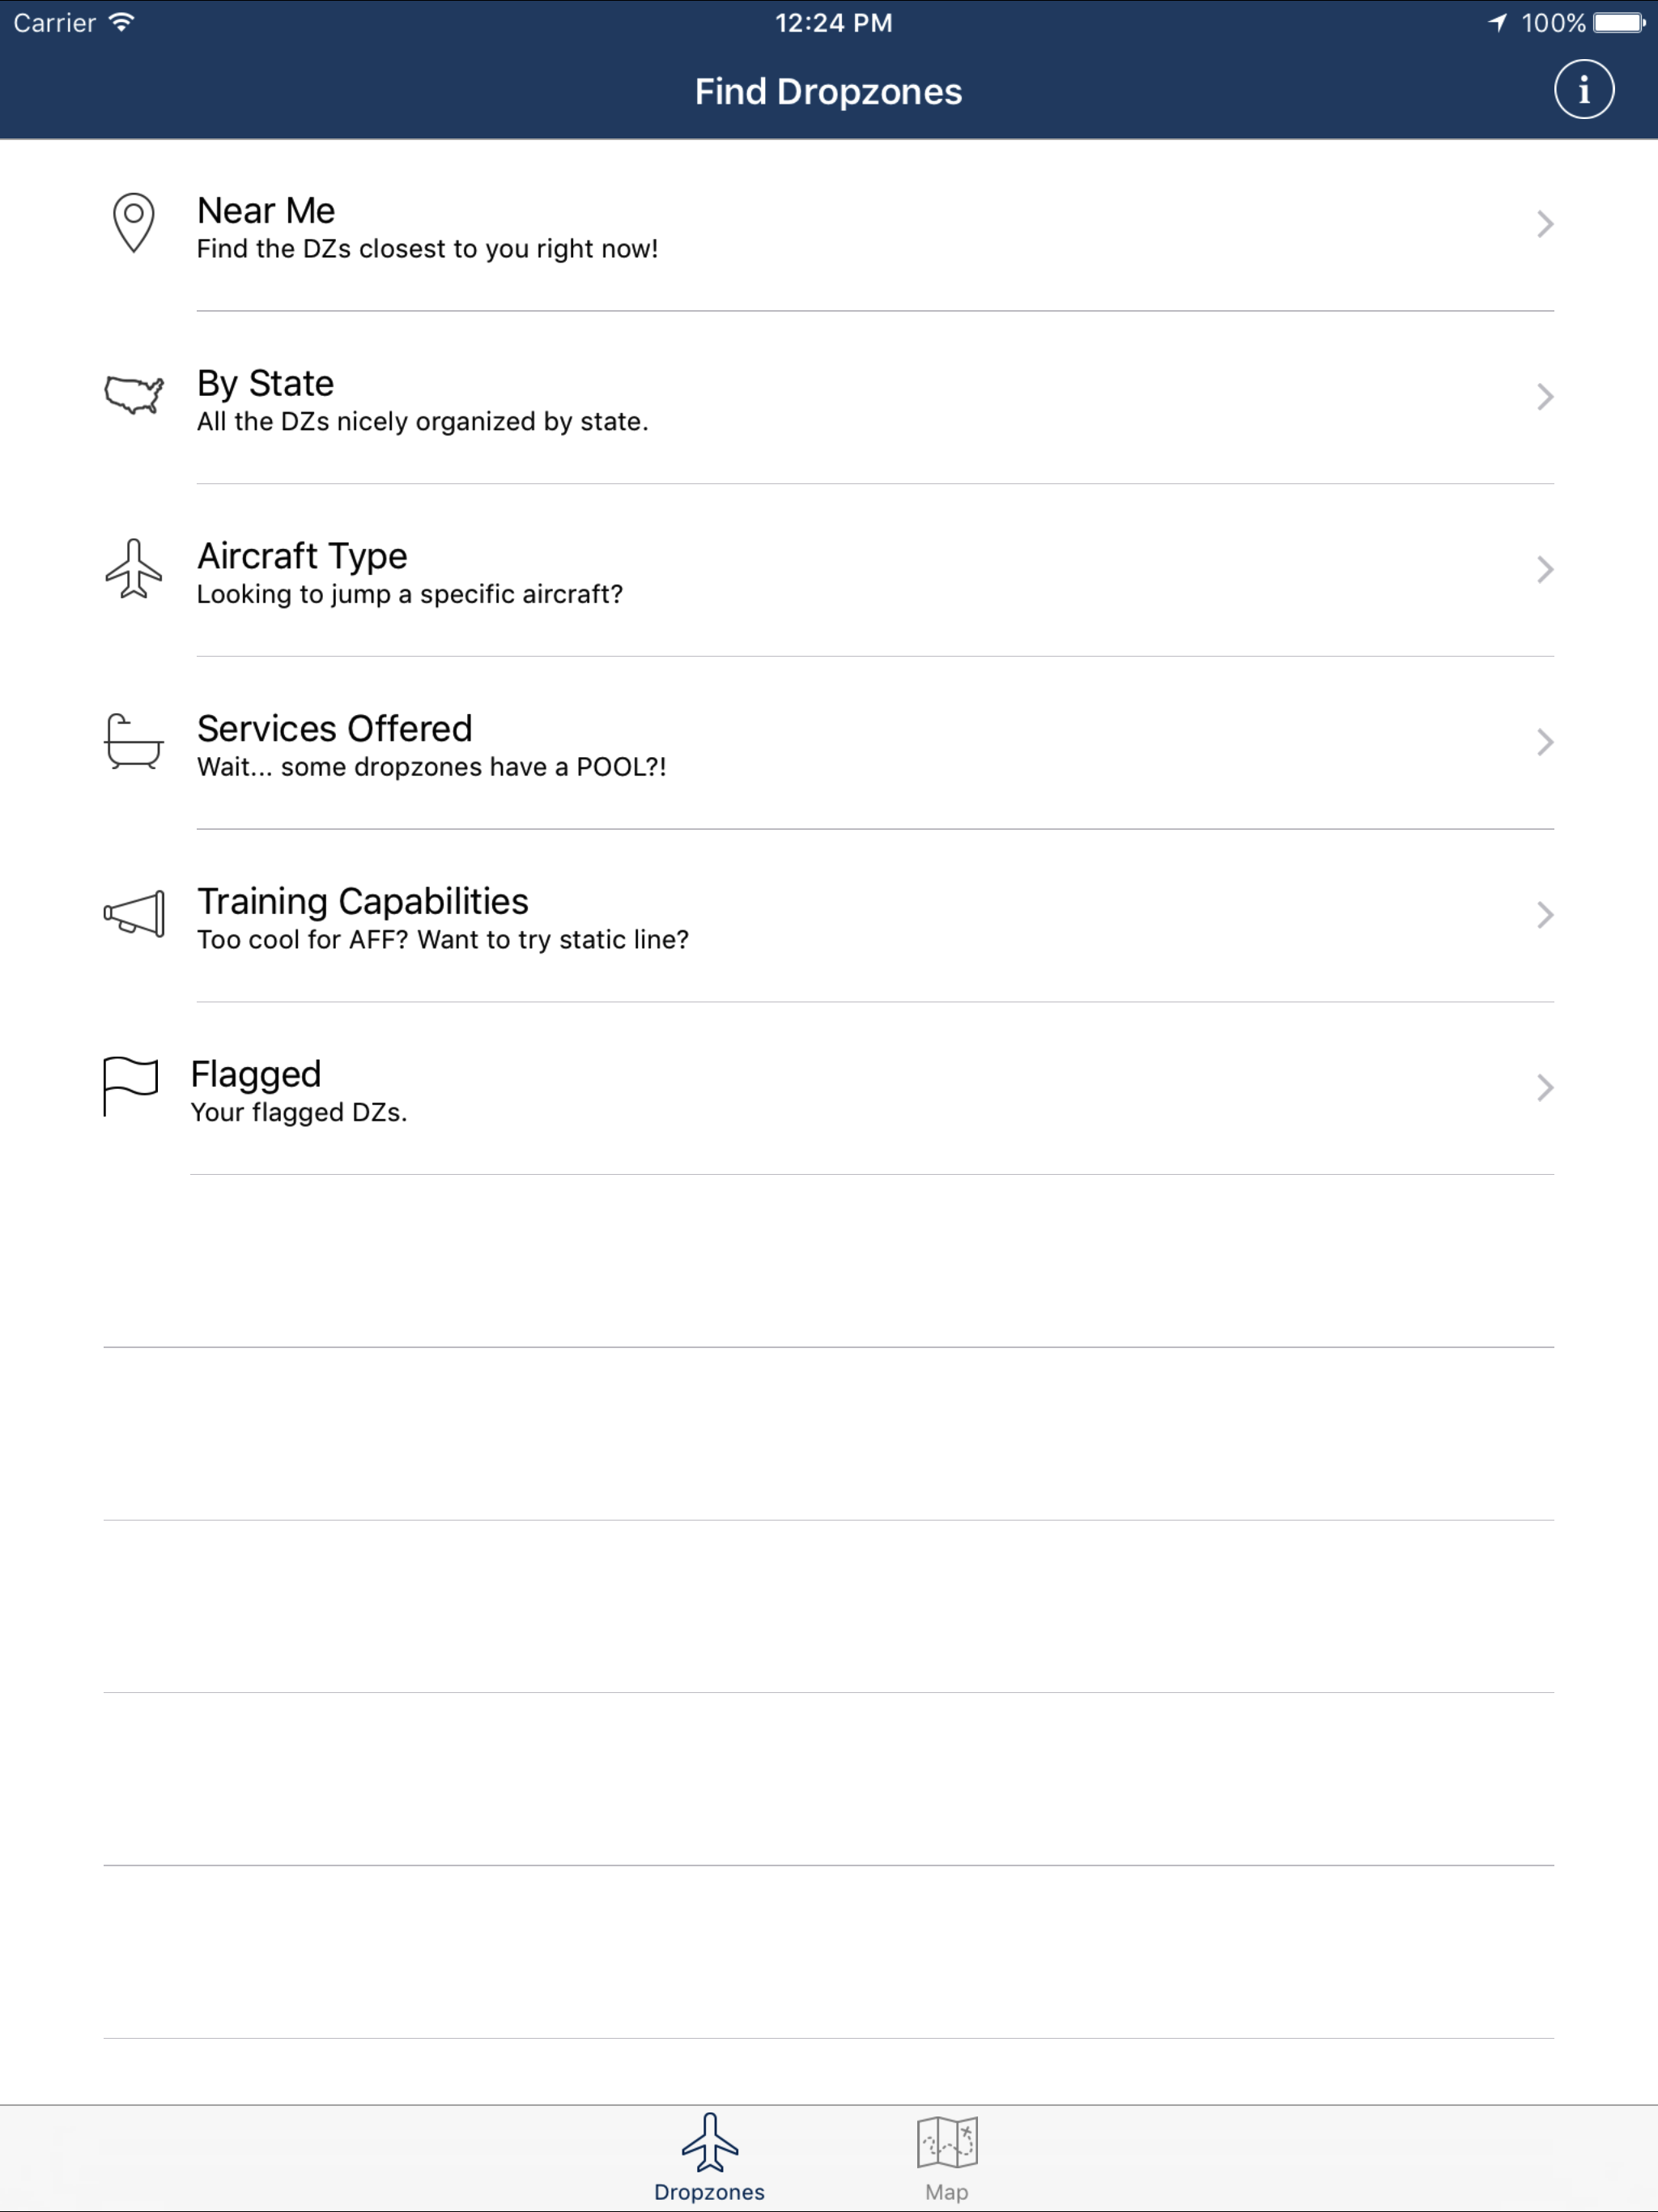 Carrier 12:24 PM 100%
Find Dropzones i
Near Me
Find the DZs closest to you right now!
By State
All the DZs nicely organized by state.
Aircraft Type
Looking to jump a specific aircraft?
Services Offered
Wait... some dropzones have a POOL?!
Training Capabilities
Too cool for AFF? Want to try static line?
Flagged
Your flagged DZs.
Dropzones Map